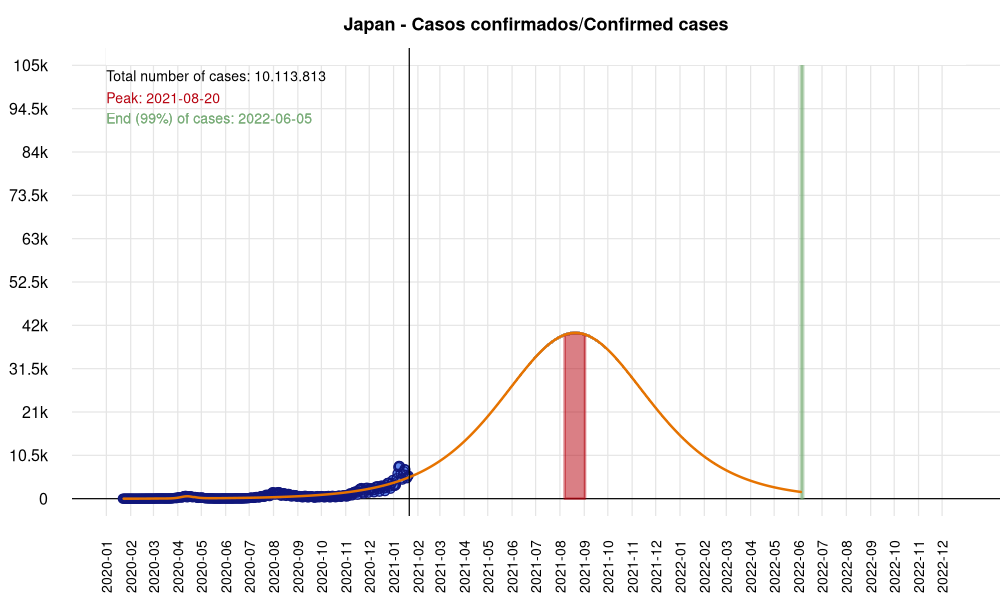 Japan - Casos confirmados/Confirmed cases
Total number of cases: 10.113.813
Peak: 2021-08-20
End (99%) of cases: 2022-06-05
105k
94.5k
84k
73.5k
63k
52.5k
42k
31.5k
21k
10.5k
0
2020-01
2020-02
2020-03
2020-04
2020-05
2020-06
2020-07
2020-08
2020-09
2020-10
2020-11
2020-12
2021-01
2021-02
2021-03
2021-04
2021-05
2021-06
2021-07
2021-08
2021-09
2021-10
2021-11
2021-12
2022-01
2022-02
2022-03
2022-04
2022-05
2022-06
2022-07
2022-08
2022-09
2022-10
2022-11
2022-12